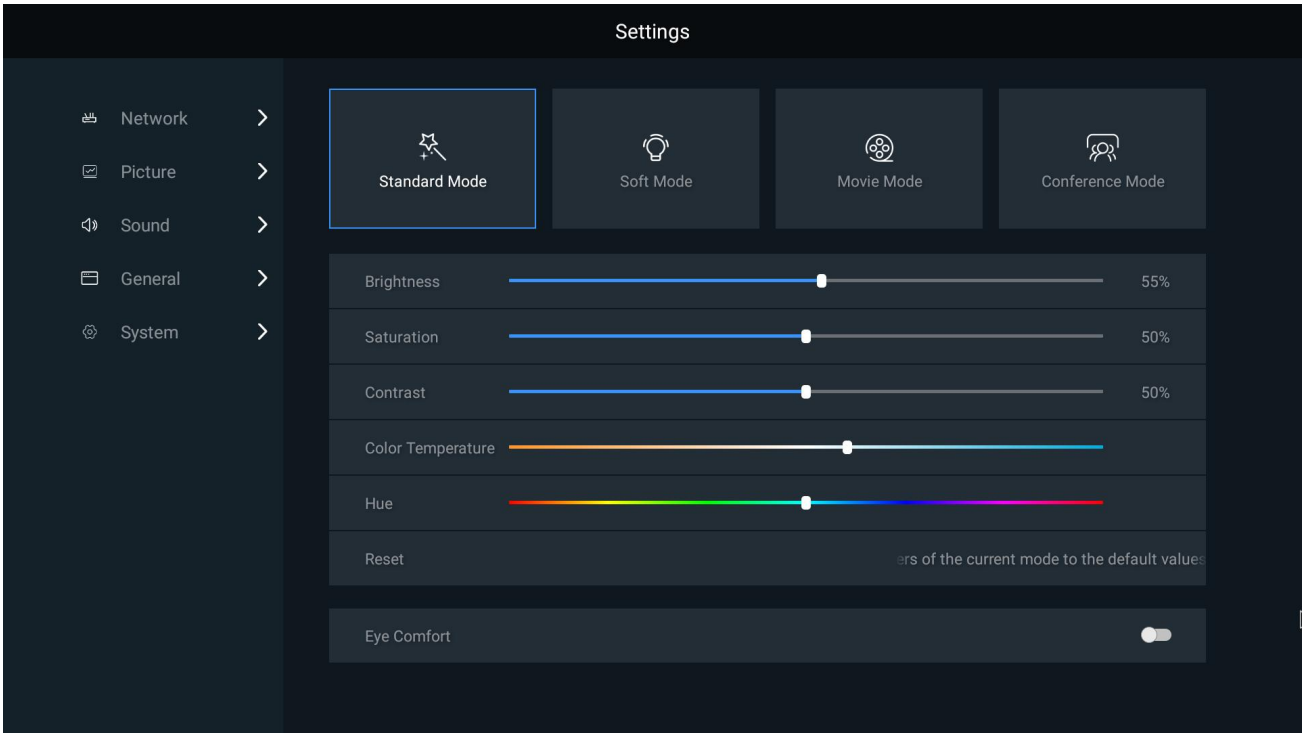 Settings
Network
Picture
Sound
General
System
Standard Mode
Soft Mode
Movie Mode
Conference Mode
Brightness 55%
Saturation 50%
Contrast 50%
Color Temperature
Hue
Reset ers of the current mode to the default values
Eye Comfort